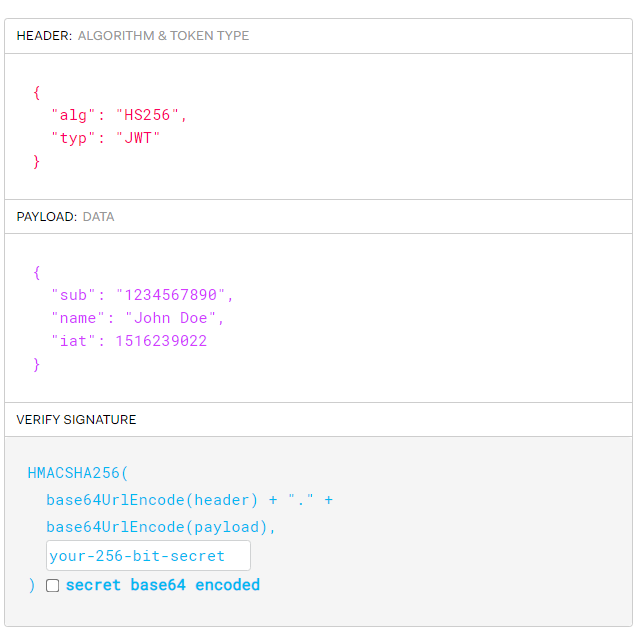 HEADER: ALGORITHM & TOKEN TYPE
{
"alg": "HS256",
"typ": "JWT"
}
PAYLOAD: DATA
{
"sub": "1234567890",
"name": "John Doe",
"iat": 1516239022
}
VERIFY SIGNATURE
HMACSHA256(
base64UrlEncode(header) + "." +
base64UrlEncode(payload),
your-256-bit-secret
) secret base64 encoded